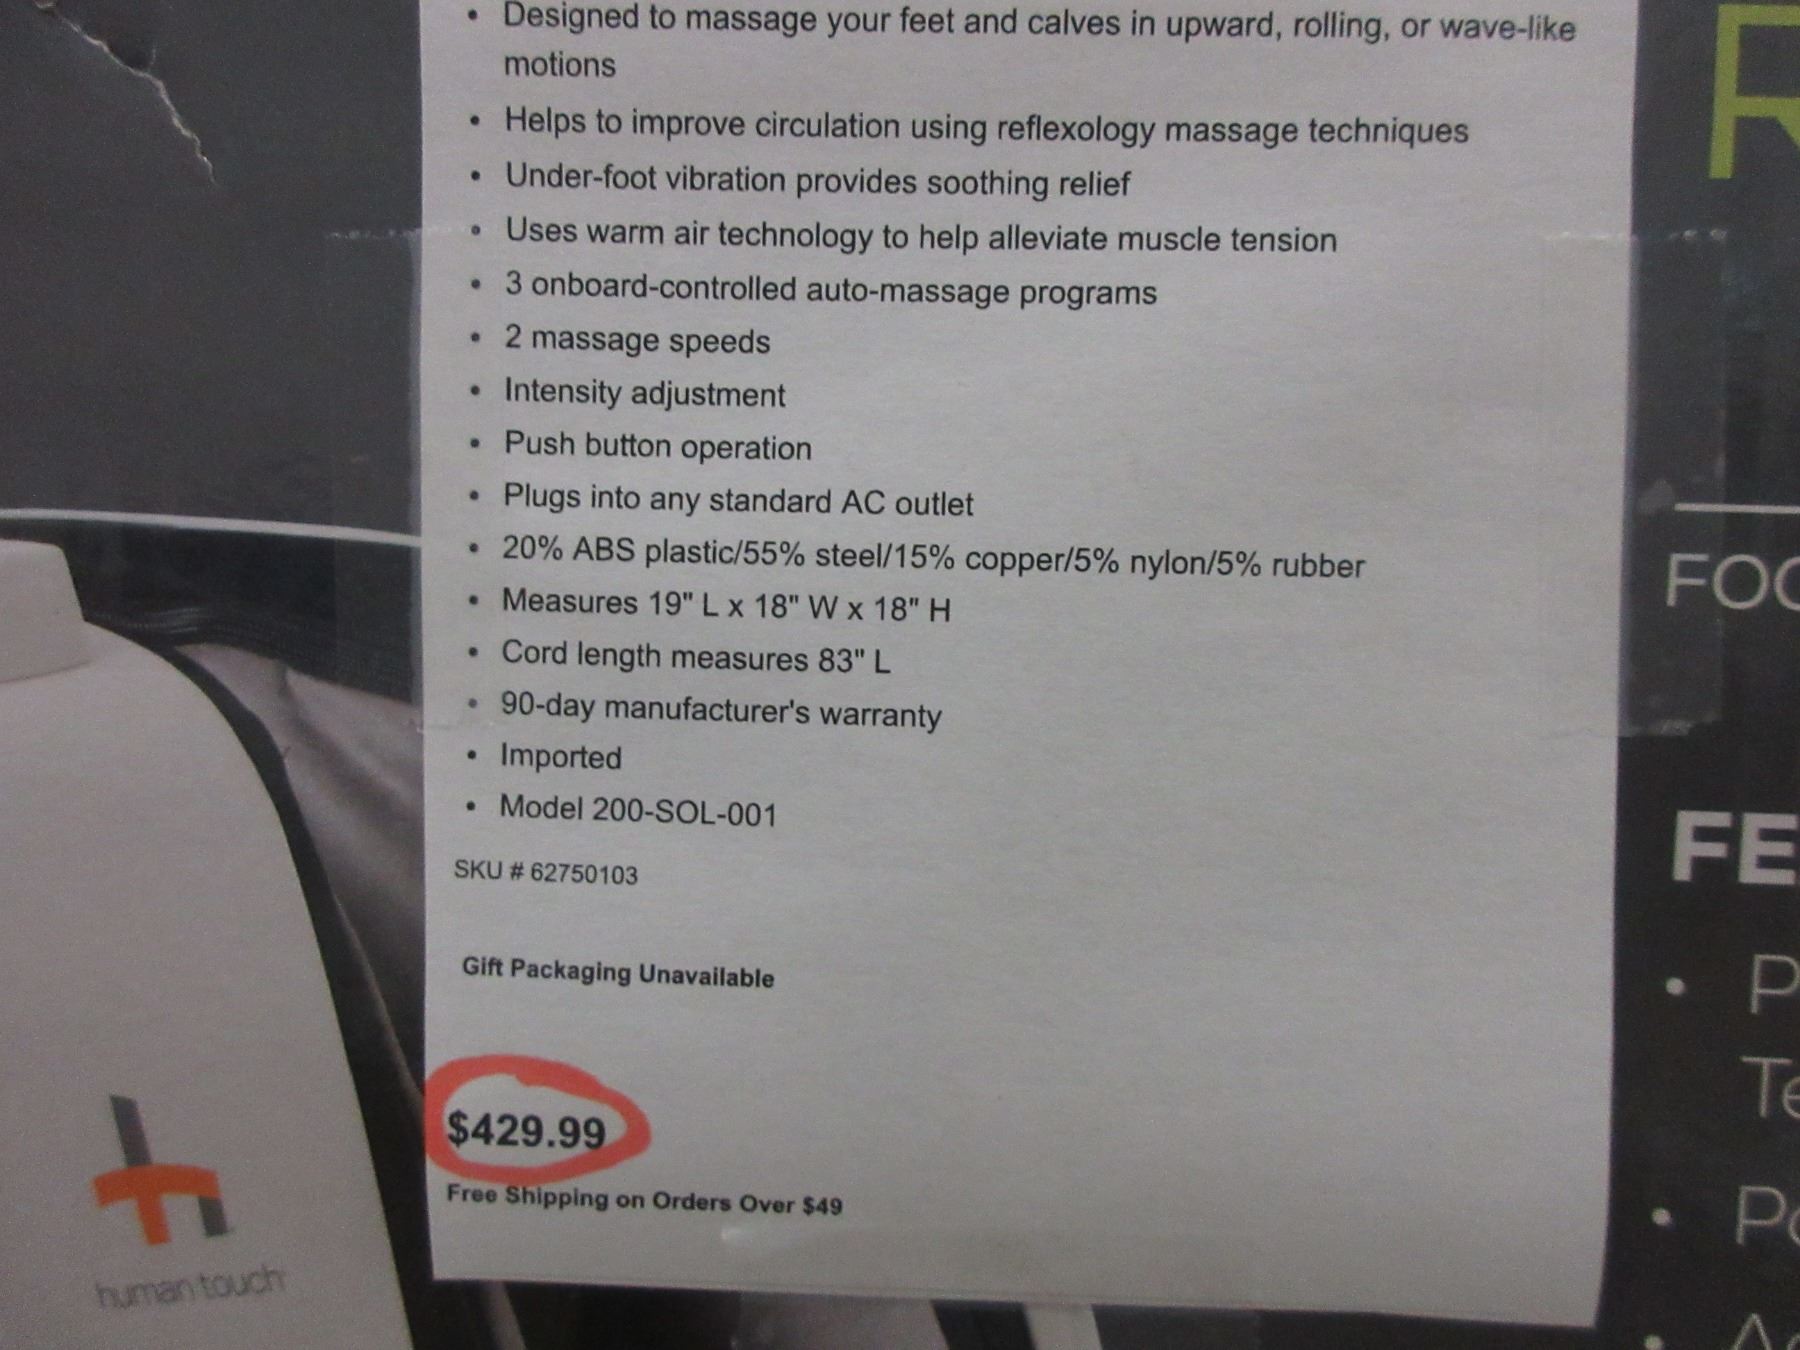 • Designed to massage your feet and calves in upward, rolling, or wave-like
motions
• Helps to improve circulation using reflexology massage techniques
• Under-foot vibration provides soothing relief
• Uses warm air technology to help alleviate muscle tension
• 3 onboard-controlled auto-massage programs
• 2 massage speeds
• Intensity adjustment
• Push button operation
• Plugs into any standard AC outlet
• 20% ABS plastic/55% steel/15% copper/5% nylon/5% rubber
• Measures 19" L x 18" W x 18" H
• Cord length measures 83" L
• 90-day manufacturer's warranty
• Imported
• Model 200-SOL-001
SKU # 62750103
Gift Packaging Unavailable
$429.99
Free Shipping on Orders Over $49
human touch